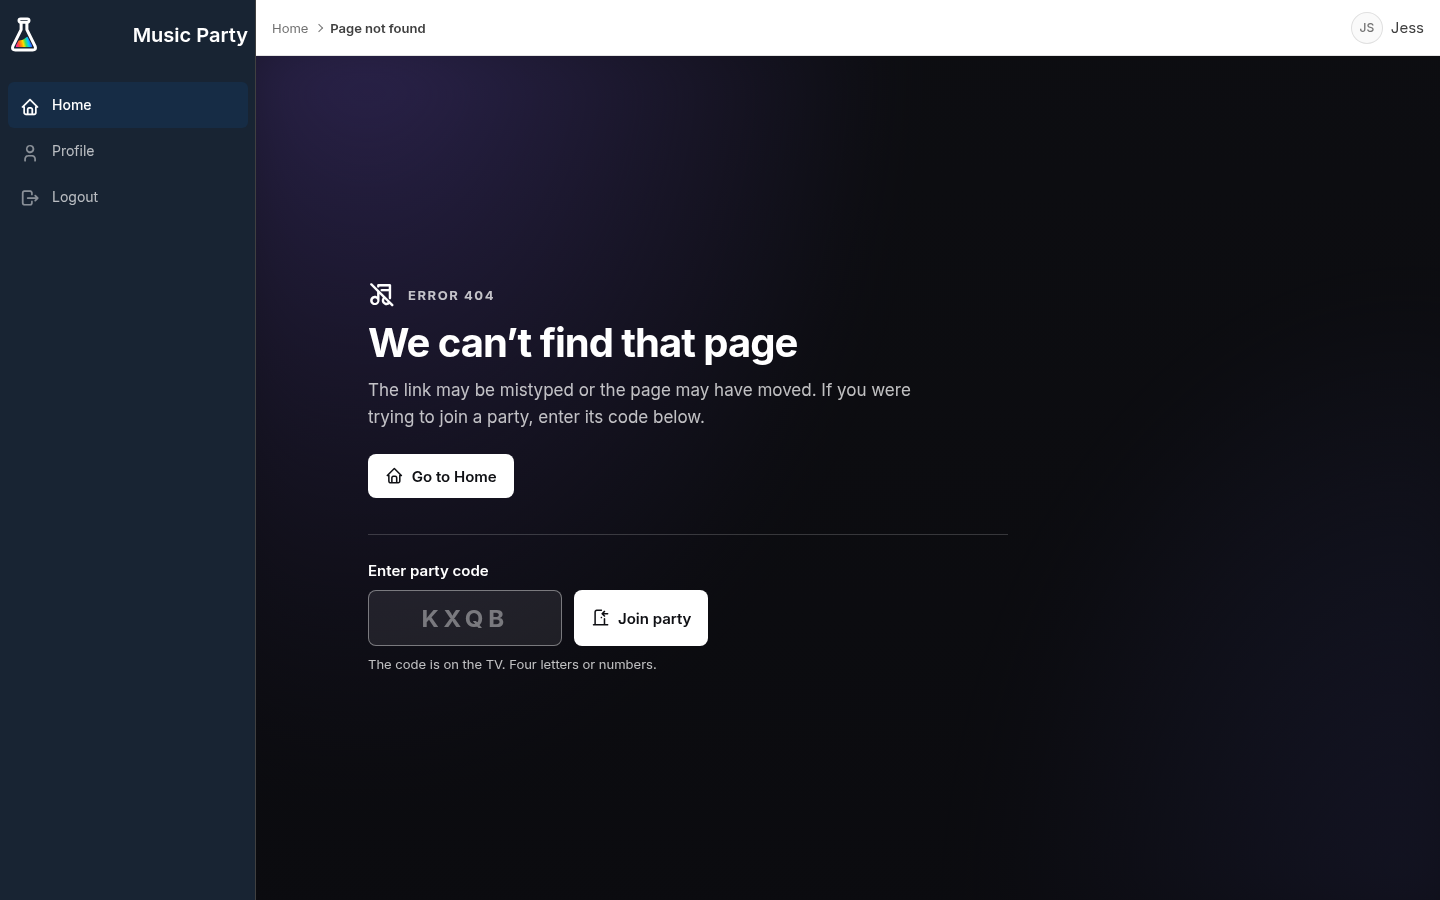 Music Party
Home
Profile
Logout
Home > Page not found
JS Jess
ERROR 404
We can’t find that page
The link may be mistyped or the page may have moved. If you were
trying to join a party, enter its code below.
Go to Home
Enter party code
KXQB
Join party
The code is on the TV. Four letters or numbers.